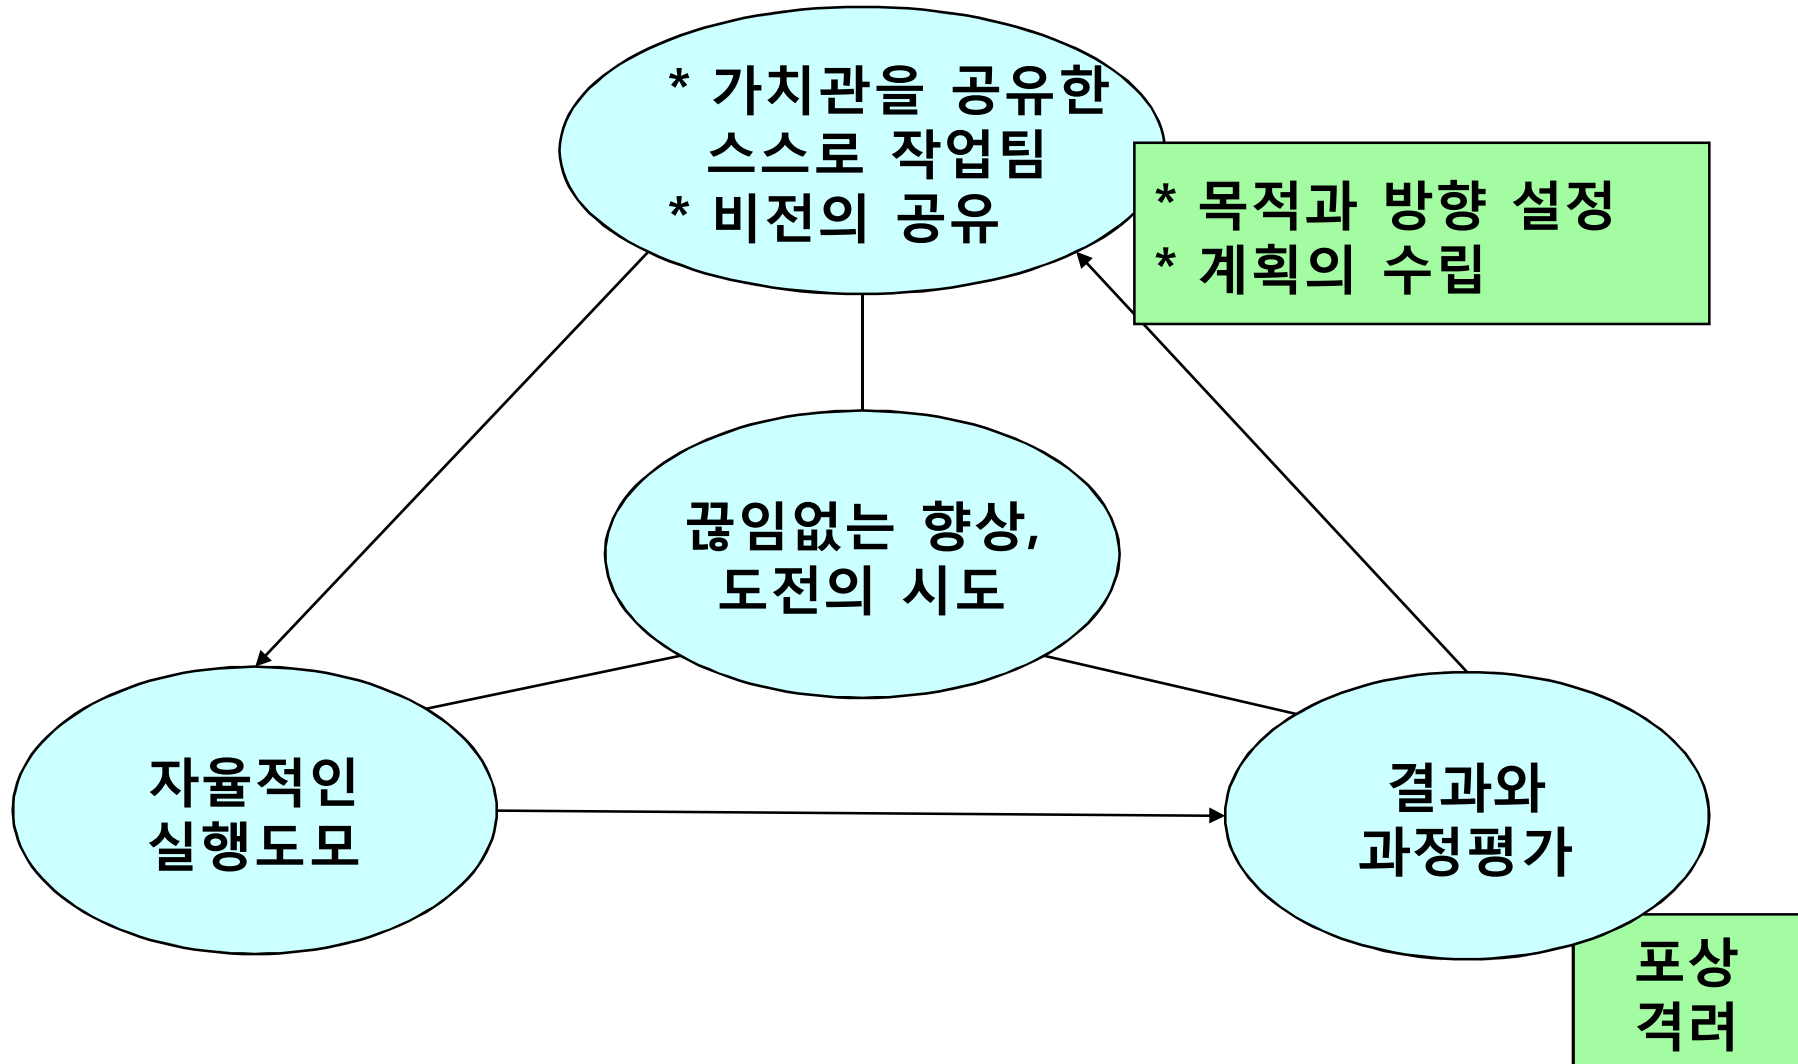 * 가치관을 공유한
스스로 작업팀
* 비전의 공유
* 목적과 방향 설정
* 계획의 수립
끊임없는 향상,
도전의 시도
자율적인
실행도모
결과와
과정평가
포상
격려